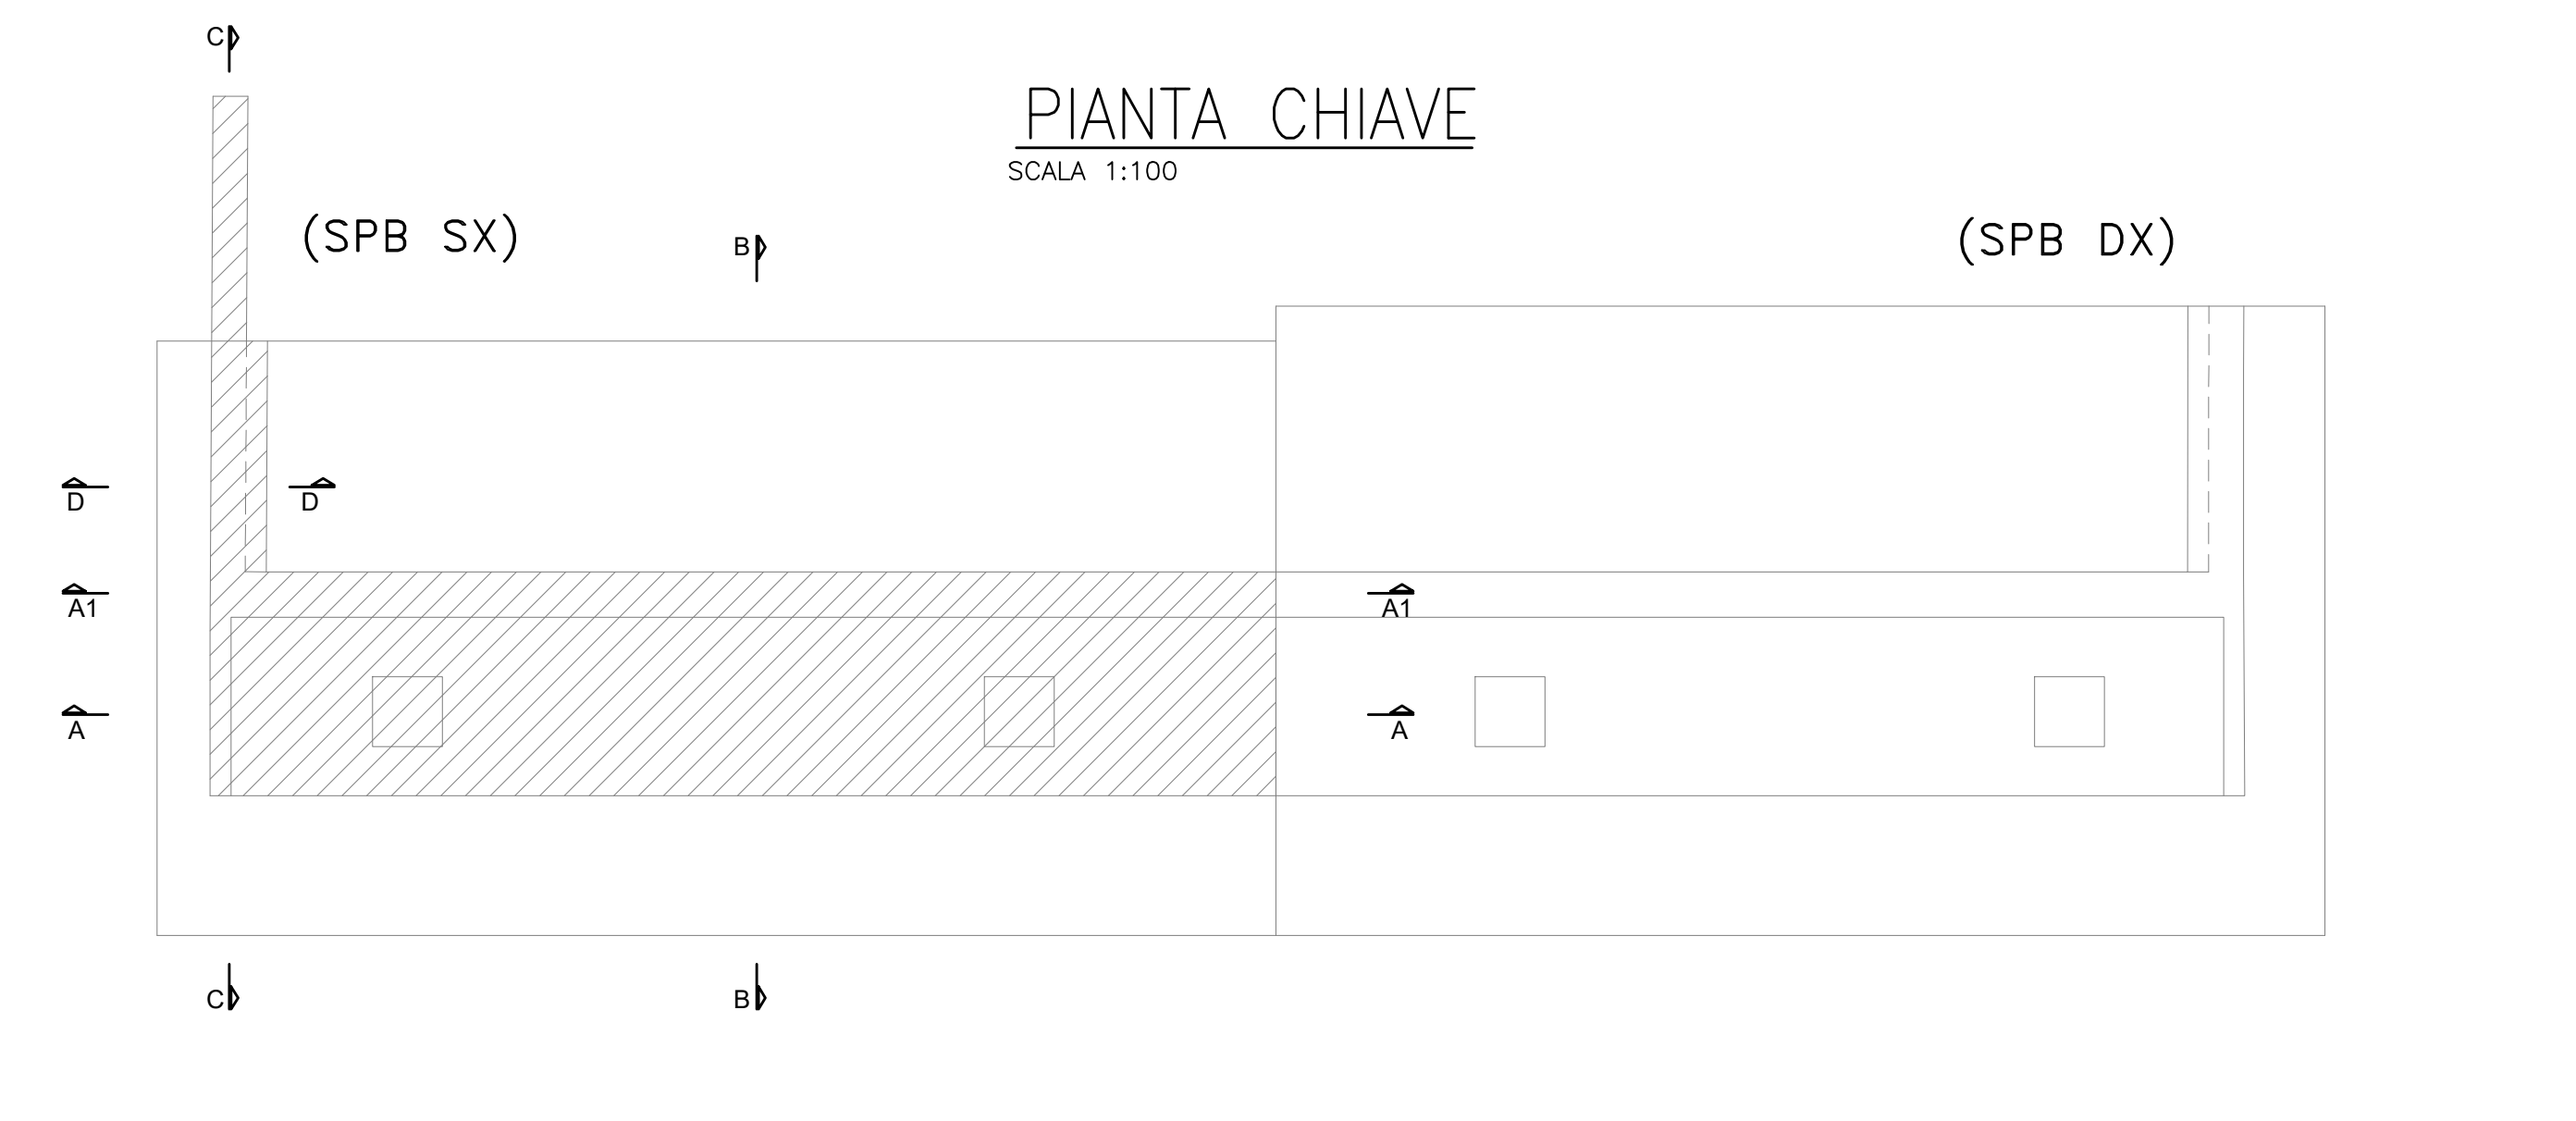 C
PIANTA CHIAVE
SCALA 1:100
(SPB SX)
B
(SPB DX)
D
D
A1
A1
A
A
C
B